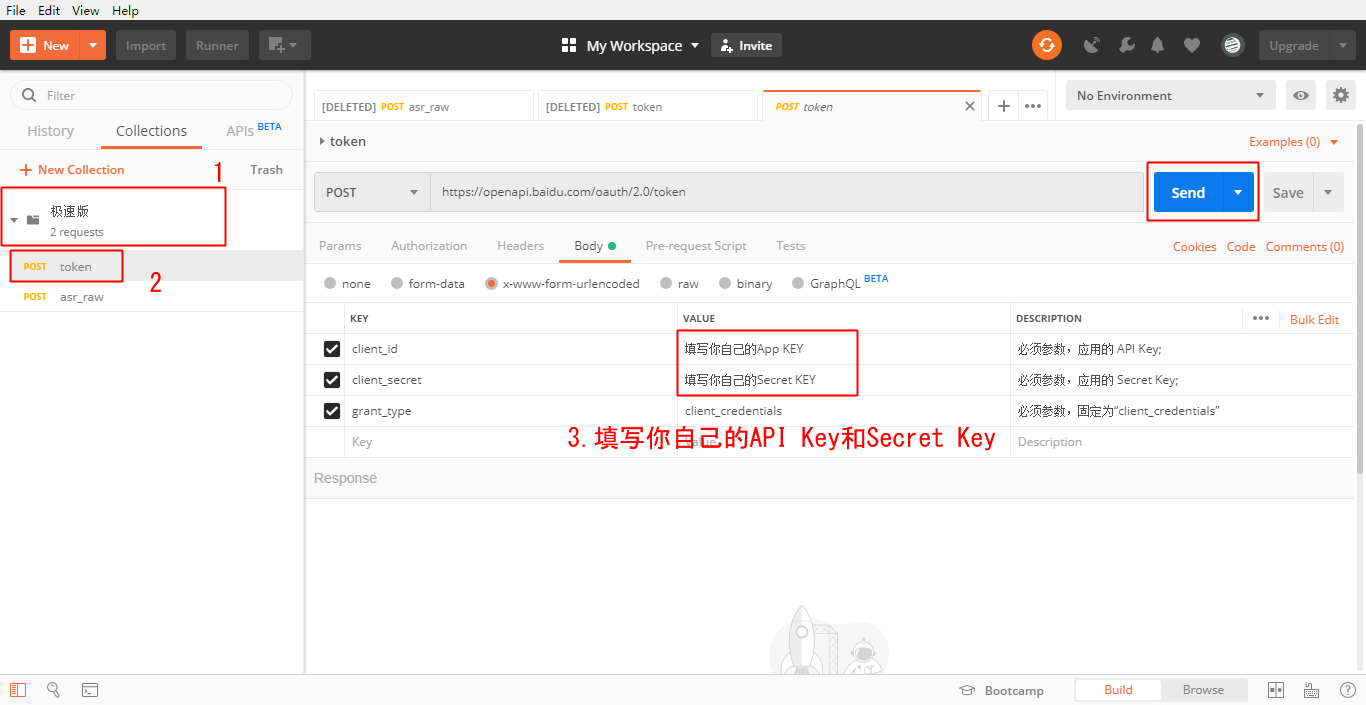 File Edit View Help
New Import Runner My Workspace Invite Upgrade
Filter
History Collections APIs BETA
New Collection Trash
1
极速版
2 requests
POST token
2
POST asr_raw
[DELETED] POST asr_raw [DELETED] POST token POST token
No Environment
token Examples (0)
POST https://openapi.baidu.com/oauth/2.0/token Send Save
Params Authorization Headers Body Pre-request Script Tests Cookies Code Comments (0)
none form-data x-www-form-urlencoded raw binary GraphQL BETA
KEY VALUE DESCRIPTION Bulk Edit
client_id 填写你自己的App KEY 必须参数，应用的 API Key;
client_secret 填写你自己的Secret KEY 必须参数，应用的 Secret Key;
grant_type client_credentials 必须参数，固定为“client_credentials”
Key Value Description
3.填写你自己的API Key和Secret Key
Response
Bootcamp Build Browse